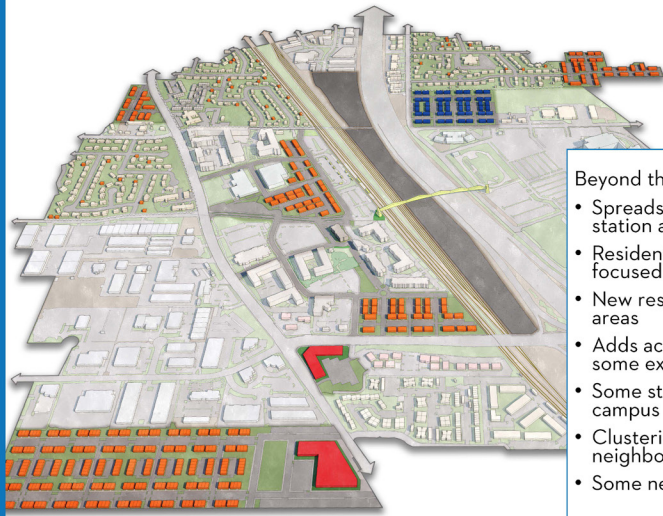 Beyond th
• Spreads
station a
• Residen
focused
• New res
areas
• Adds ac
some ex
• Some st
campus
• Clusteri
neighbo
• Some ne